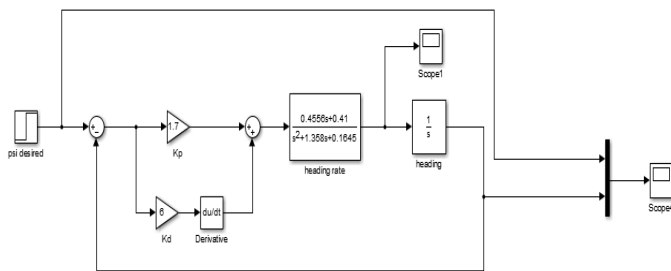 Scope1
psi desired
1.7
Kp
0.4556s+0.41
s²+1.358s+0.1645
heading rate
1
s
heading
6
Kd
du/dt
Derivative
Scope